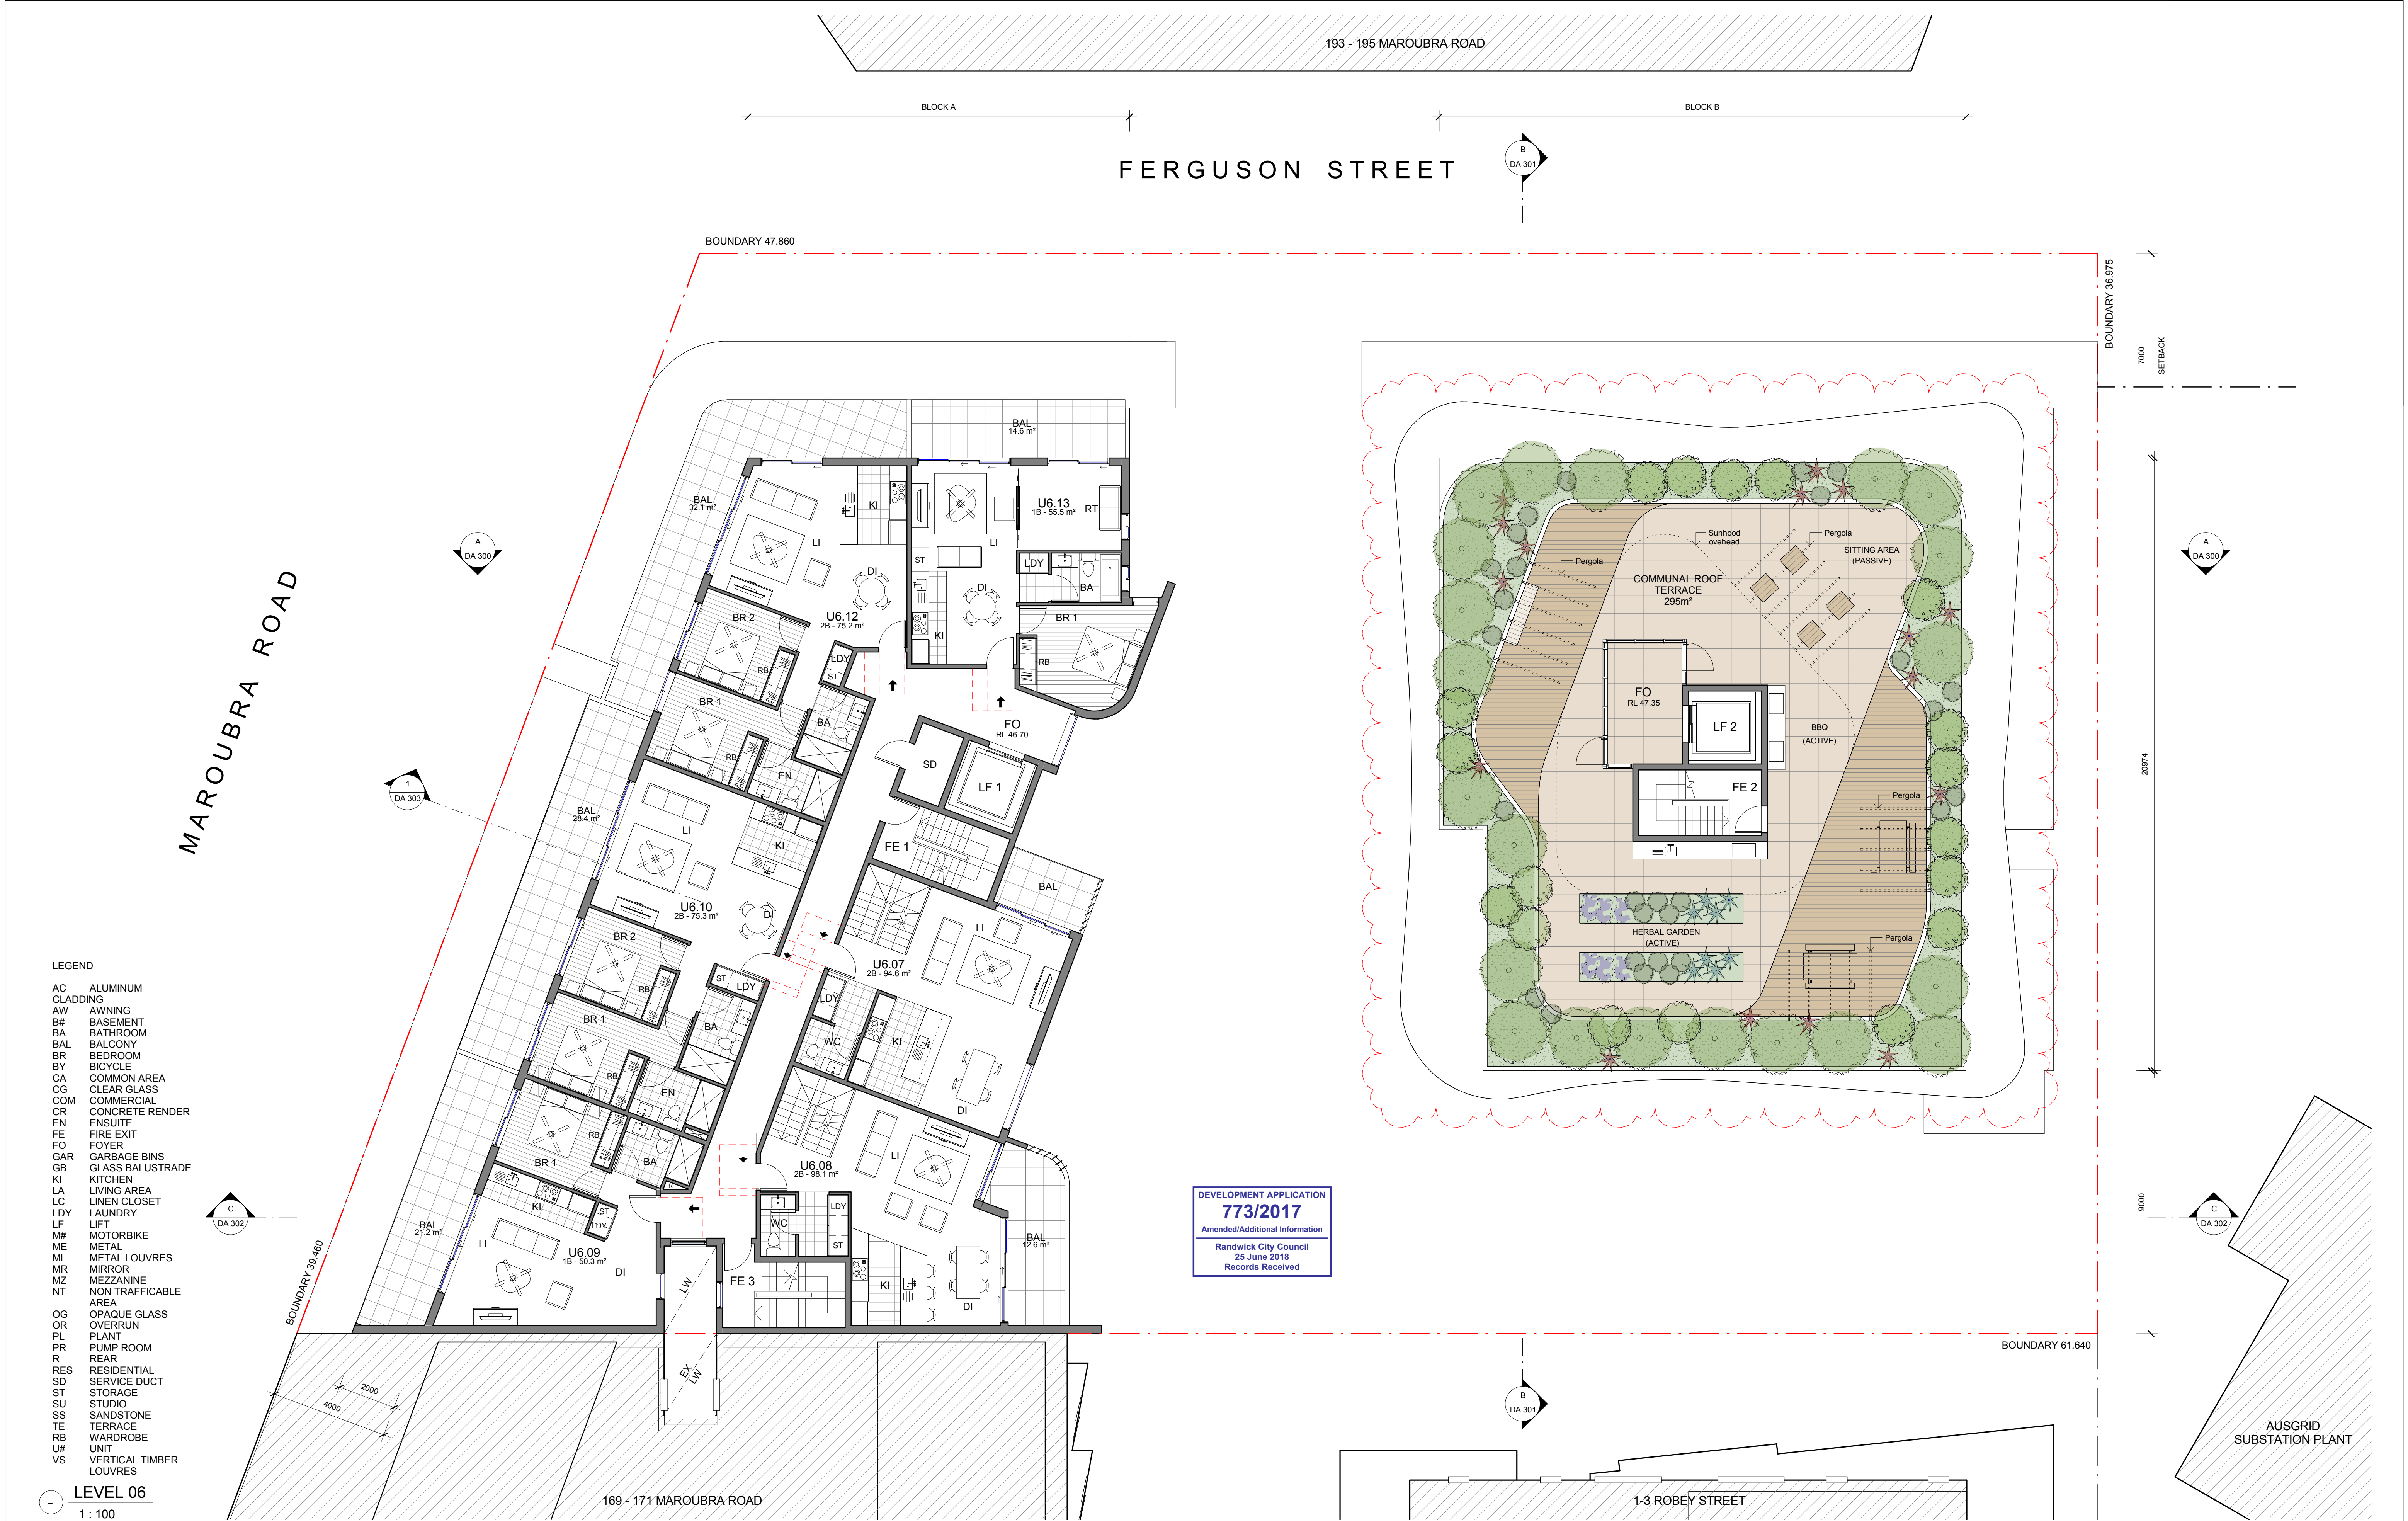 193 - 195 MAROUBRA ROAD
BLOCK A
BLOCK B
FERGUSON STREET
B
DA 301
BOUNDARY 47.860
BOUNDARY 36.975
7000
SETBACK
20974
9000
MAROUBRA ROAD
A
DA 300
1
DA 303
C
DA 302
A
DA 300
C
DA 302
BAL
14.6 m²
BAL
32.1 m²
KI
LI
DI
U6.12
2B - 75.2 m²
BR 2
RB
LDY
ST
BR 1
RB
BA
EN
U6.13
1B - 55.5 m²
RT
LI
ST
LDY
BA
DI
KI
BR 1
RB
FO
RL 46.70
SD
LF 1
FE 1
BAL
28.4 m²
LI
KI
U6.10
2B - 75.3 m²
DI
BR 2
RB
ST
LDY
BR 1
RB
BA
EN
BAL
LI
U6.07
2B - 94.6 m²
LDY
WC
KI
DI
BR 1
RB
BA
R
KI
ST
LDY
BAL
21.2 m²
LI
U6.09
1B - 50.3 m²
DI
U6.08
2B - 98.1 m²
LI
WC
LDY
ST
KI
DI
BAL
12.6 m²
FE 3
LW
EX
LW
BOUNDARY 39.460
2000
4000
169 - 171 MAROUBRA ROAD
Sunhood
ovehead
Pergola
SITTING AREA
(PASSIVE)
Pergola
COMMUNAL ROOF
TERRACE
295m²
FO
RL 47.35
LF 2
BBQ
(ACTIVE)
FE 2
Pergola
HERBAL GARDEN
(ACTIVE)
Pergola
DEVELOPMENT APPLICATION
773/2017
Amended/Additional Information
Randwick City Council
25 June 2018
Records Received
BOUNDARY 61.640
B
DA 301
1-3 ROBEY STREET
AUSGRID
SUBSTATION PLANT
LEGEND
AC ALUMINUM
CLADDING
AW AWNING
B# BASEMENT
BA BATHROOM
BAL BALCONY
BR BEDROOM
BY BICYCLE
CA COMMON AREA
CG CLEAR GLASS
COM COMMERCIAL
CR CONCRETE RENDER
EN ENSUITE
FE FIRE EXIT
FO FOYER
GAR GARBAGE BINS
GB GLASS BALUSTRADE
KI KITCHEN
LA LIVING AREA
LC LINEN CLOSET
LDY LAUNDRY
LF LIFT
M# MOTORBIKE
ME METAL
ML METAL LOUVRES
MR MIRROR
MZ MEZZANINE
NT NON TRAFFICABLE
AREA
OG OPAQUE GLASS
OR OVERRUN
PL PLANT
PR PUMP ROOM
R REAR
RES RESIDENTIAL
SD SERVICE DUCT
ST STORAGE
SU STUDIO
SS SANDSTONE
TE TERRACE
RB WARDROBE
U# UNIT
VS VERTICAL TIMBER
LOUVRES
- LEVEL 06
1 : 100